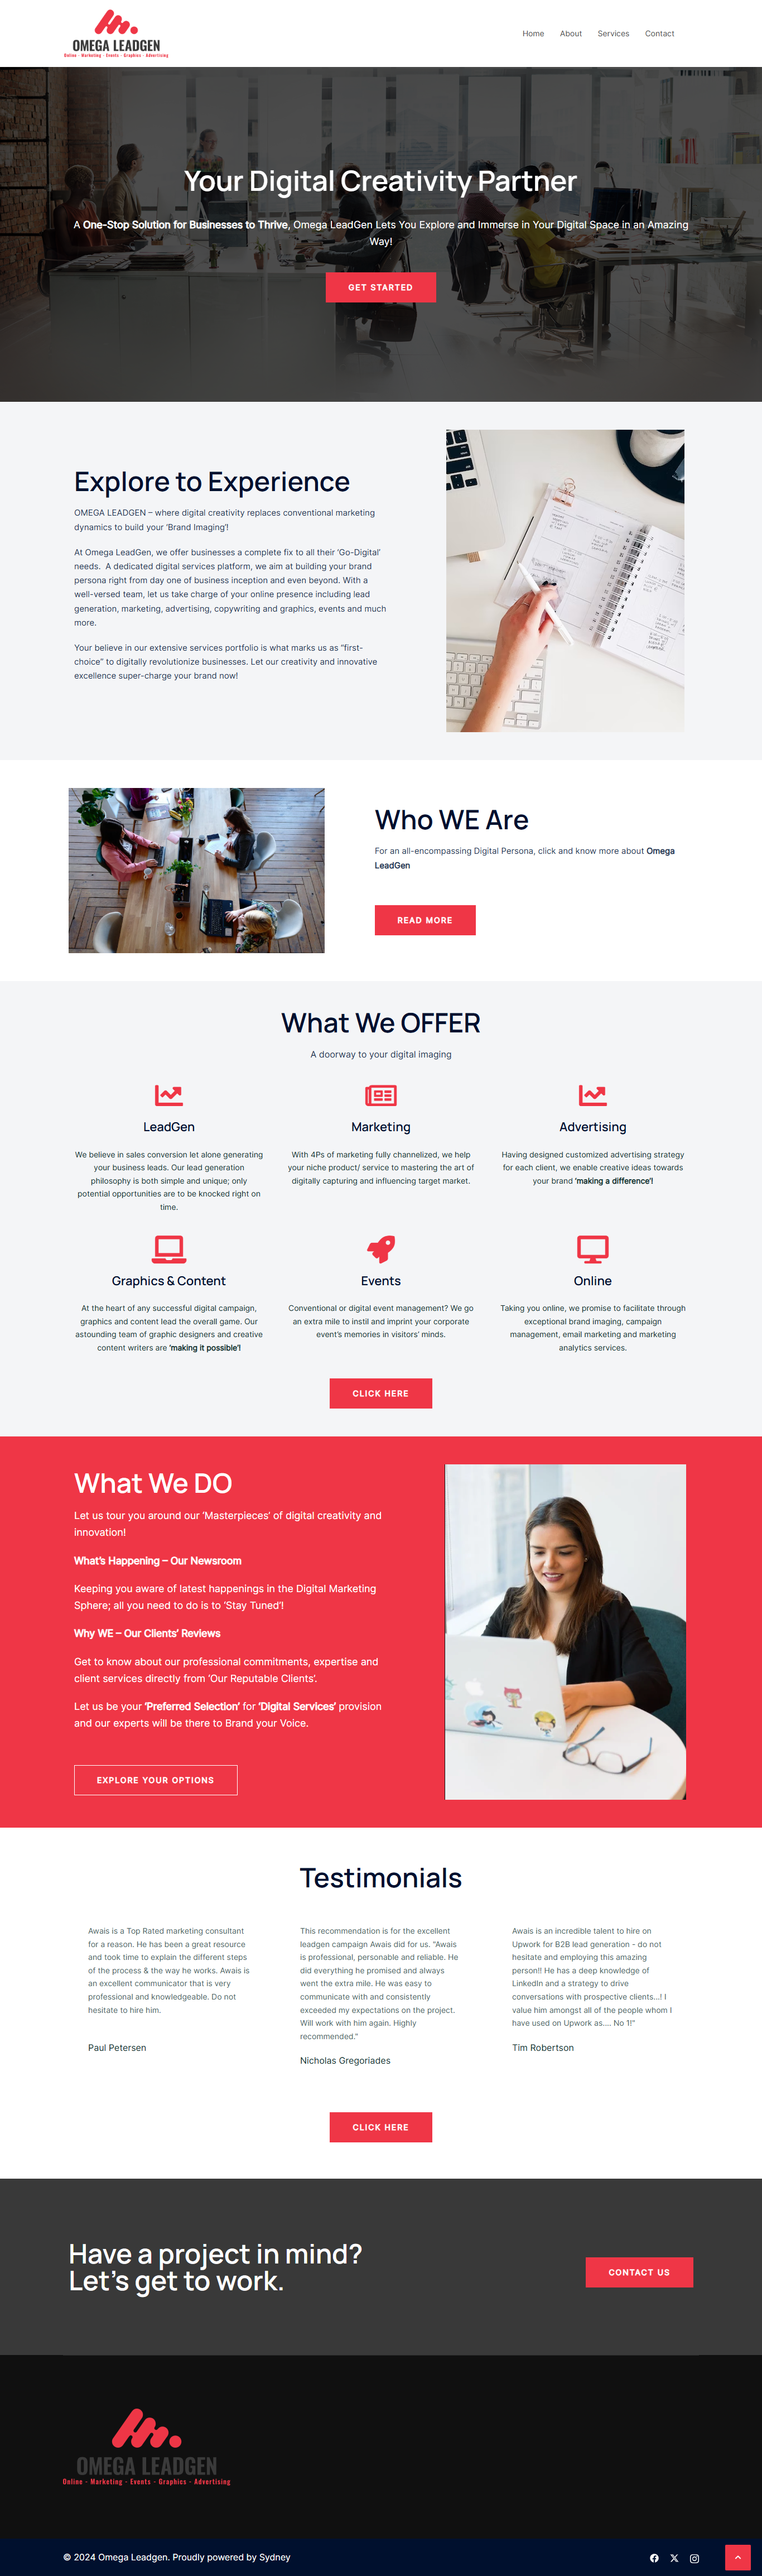 OMEGA LEADGEN
Online - Marketing - Events - Graphics - Advertising
Home About Services Contact
Your Digital Creativity Partner
A One-Stop Solution for Businesses to Thrive, Omega LeadGen Lets You Explore and Immerse in Your Digital Space in an Amazing
Way!
GET STARTED
Explore to Experience
OMEGA LEADGEN – where digital creativity replaces conventional marketing
dynamics to build your ‘Brand Imaging’!
At Omega LeadGen, we offer businesses a complete fix to all their ‘Go-Digital’
needs.  A dedicated digital services platform, we aim at building your brand
persona right from day one of business inception and even beyond. With a
well-versed team, let us take charge of your online presence including lead
generation, marketing, advertising, copywriting and graphics, events and much
more.
Your believe in our extensive services portfolio is what marks us as “first-
choice” to digitally revolutionize businesses. Let our creativity and innovative
excellence super-charge your brand now!
Who WE Are
For an all-encompassing Digital Persona, click and know more about Omega
LeadGen
READ MORE
What We OFFER
A doorway to your digital imaging
LeadGen
We believe in sales conversion let alone generating
your business leads. Our lead generation
philosophy is both simple and unique; only
potential opportunities are to be knocked right on
time.
Marketing
With 4Ps of marketing fully channelized, we help
your niche product/ service to mastering the art of
digitally capturing and influencing target market.
Advertising
Having designed customized advertising strategy
for each client, we enable creative ideas towards
your brand ‘making a difference’!
Graphics & Content
At the heart of any successful digital campaign,
graphics and content lead the overall game. Our
astounding team of graphic designers and creative
content writers are ‘making it possible’!
Events
Conventional or digital event management? We go
an extra mile to instil and imprint your corporate
event’s memories in visitors’ minds.
Online
Taking you online, we promise to facilitate through
exceptional brand imaging, campaign
management, email marketing and marketing
analytics services.
CLICK HERE
What We DO
Let us tour you around our ‘Masterpieces’ of digital creativity and
innovation!
What’s Happening – Our Newsroom
Keeping you aware of latest happenings in the Digital Marketing
Sphere; all you need to do is to ‘Stay Tuned’!
Why WE – Our Clients’ Reviews
Get to know about our professional commitments, expertise and
client services directly from ‘Our Reputable Clients’.
Let us be your ‘Preferred Selection’ for ‘Digital Services’ provision
and our experts will be there to Brand your Voice.
EXPLORE YOUR OPTIONS
Testimonials
Awais is a Top Rated marketing consultant
for a reason. He has been a great resource
and took time to explain the different steps
of the process & the way he works. Awais is
an excellent communicator that is very
professional and knowledgeable. Do not
hesitate to hire him.
Paul Petersen
This recommendation is for the excellent
leadgen campaign Awais did for us. "Awais
is professional, personable and reliable. He
did everything he promised and always
went the extra mile. He was easy to
communicate with and consistently
exceeded my expectations on the project.
Will work with him again. Highly
recommended."
Nicholas Gregoriades
Awais is an incredible talent to hire on
Upwork for B2B lead generation - do not
hesitate and employing this amazing
person!! He has a deep knowledge of
LinkedIn and a strategy to drive
conversations with prospective clients...! I
value him amongst all of the people whom I
have used on Upwork as.... No 1!"
Tim Robertson
CLICK HERE
Have a project in mind?
Let’s get to work.
CONTACT US
OMEGA LEADGEN
Online - Marketing - Events - Graphics - Advertising
© 2024 Omega Leadgen. Proudly powered by Sydney